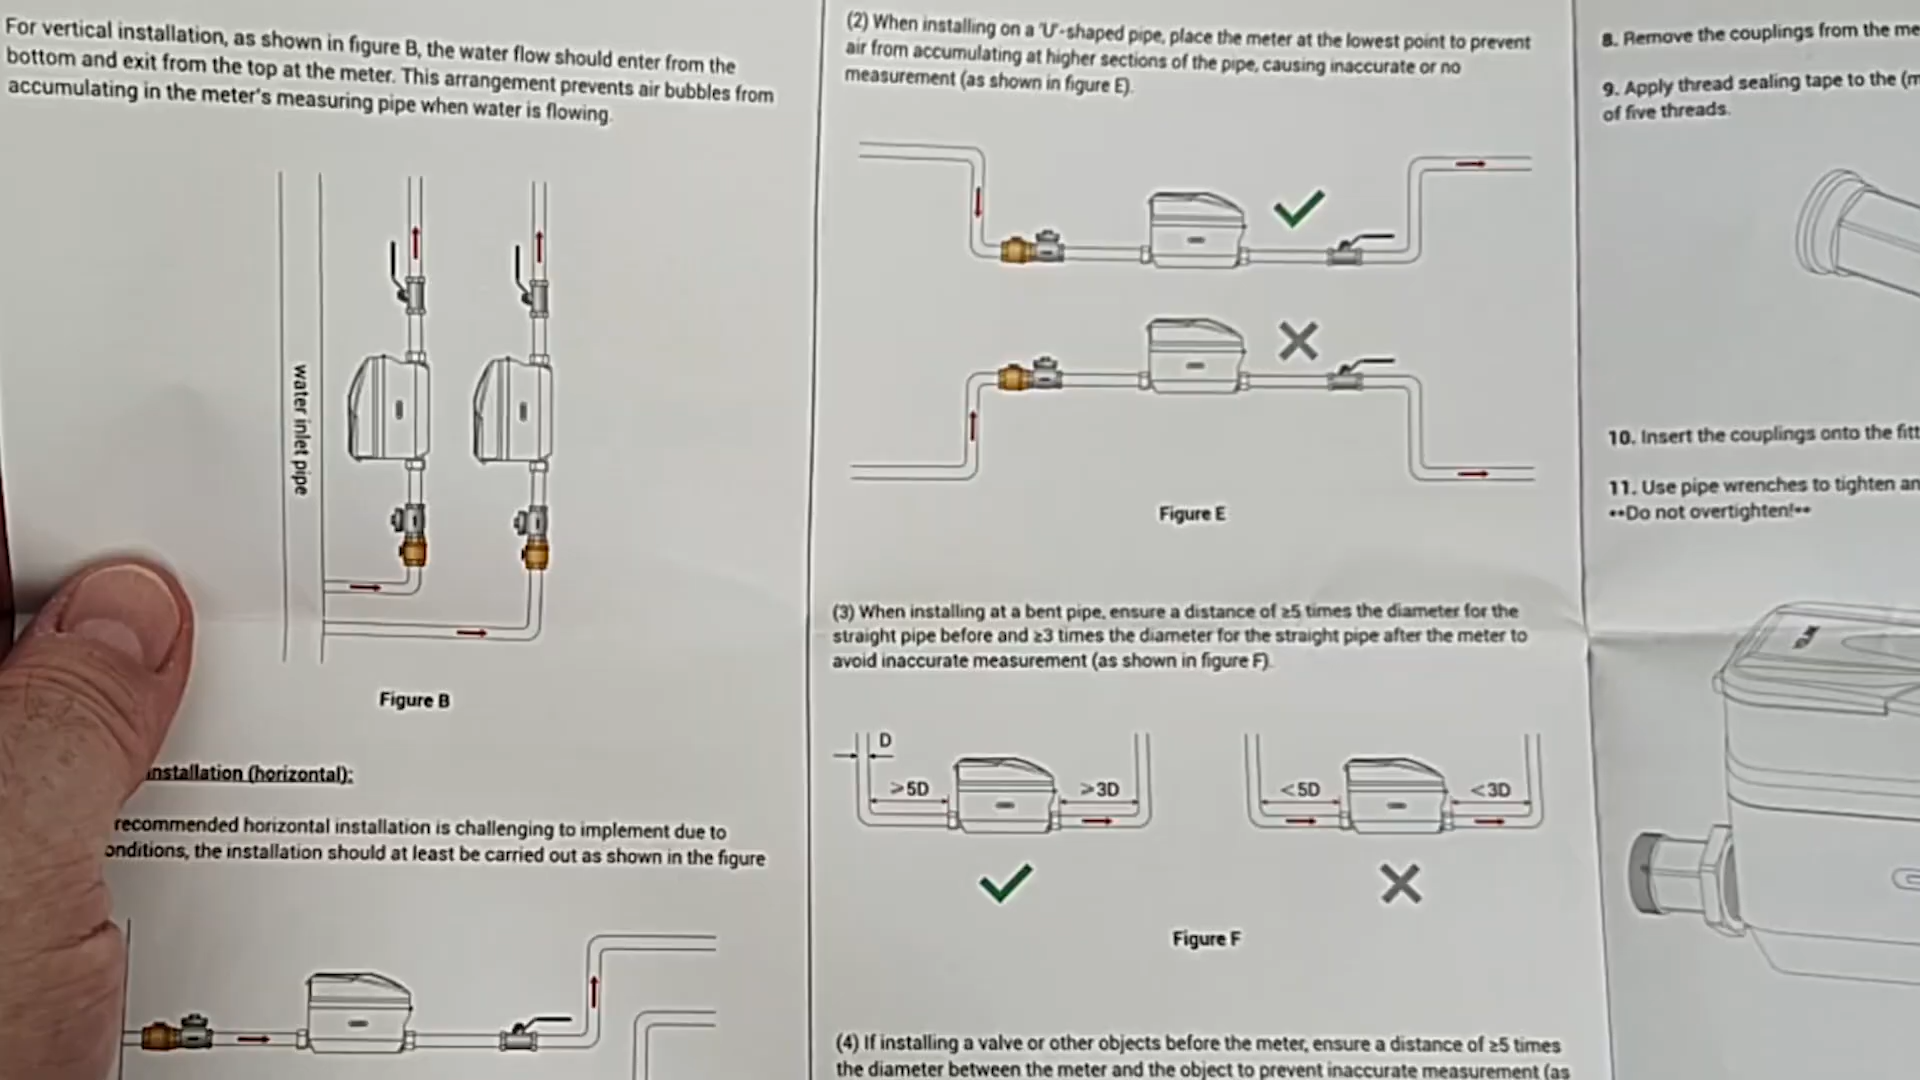 For vertical installation, as shown in figure B, the water flow should enter from the
bottom and exit from the top at the meter. This arrangement prevents air bubbles from
accumulating in the meter's measuring pipe when water is flowing.
water inlet pipe
Figure B
installation (horizontal):
recommended horizontal installation is challenging to implement due to
onditions, the installation should at least be carried out as shown in the figure
(2) When installing on a 'U'-shaped pipe, place the meter at the lowest point to prevent
air from accumulating at higher sections of the pipe, causing inaccurate or no
measurement (as shown in figure E).
Figure E
(3) When installing at a bent pipe, ensure a distance of ≥5 times the diameter for the
straight pipe before and ≥3 times the diameter for the straight pipe after the meter to
avoid inaccurate measurement (as shown in figure F).
D
>5D >3D <5D <3D
Figure F
(4) If installing a valve or other objects before the meter, ensure a distance of ≥5 times
the diameter between the meter and the object to prevent inaccurate measurement (as
8. Remove the couplings from the me
9. Apply thread sealing tape to the (m
of five threads.
10. Insert the couplings onto the fitt
11. Use pipe wrenches to tighten an
**Do not overtighten!**